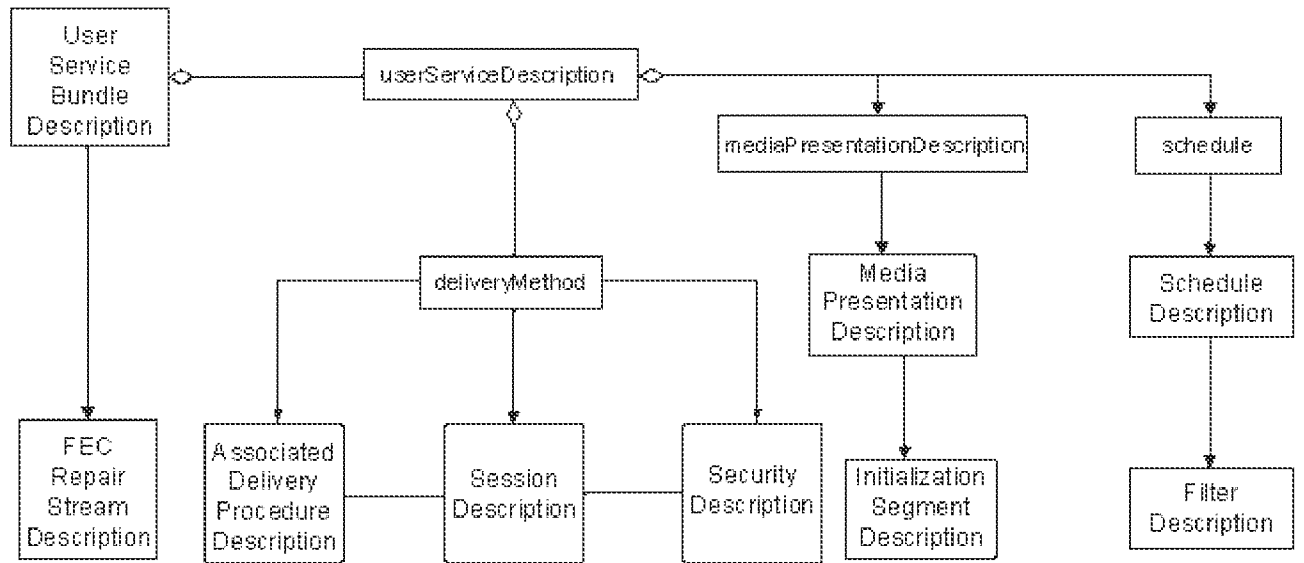 User
Service
Bundle
Description
userServiceDescription
mediaPresentationDescription
schedule
deliveryMethod
Media
Presentation
Description
Schedule
Description
FEC
Repair
Stream
Description
Associated
Delivery
Procedure
Description
Session
Description
Security
Description
Initialization
Segment
Description
Filter
Description